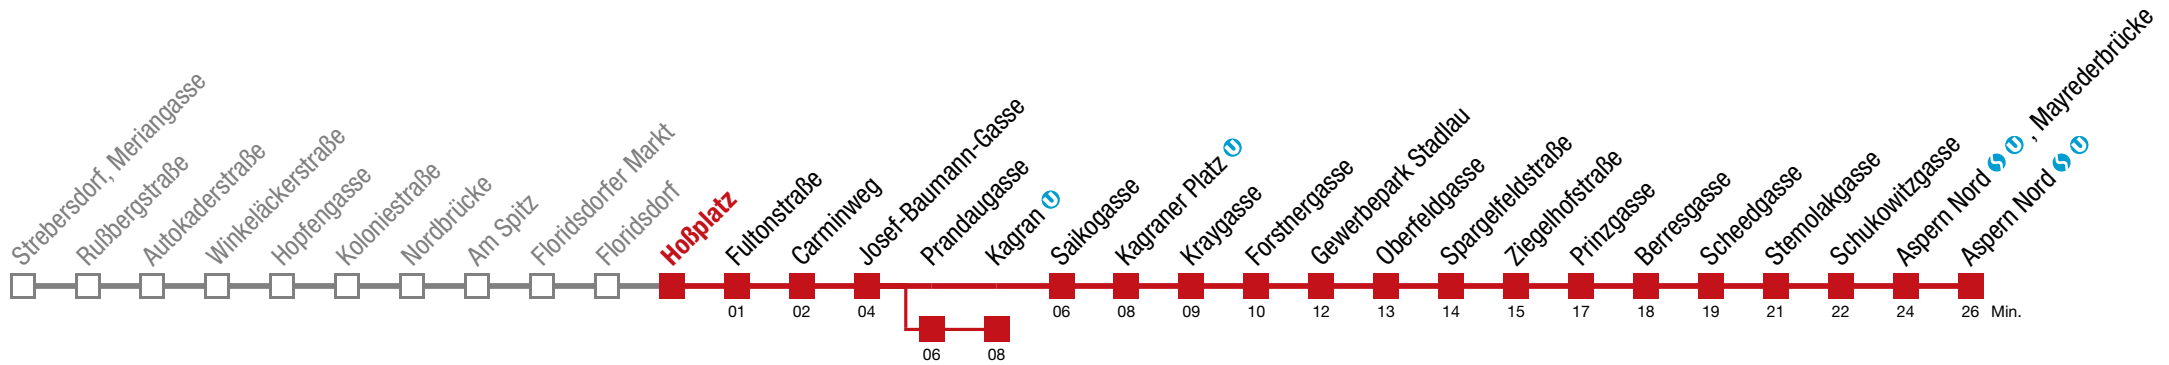 Strebersdorf, Meriangasse
Rußbergstraße
Autokaderstraße
Winkeläckerstraße
Hopfengasse
Koloniestraße
Nordbrücke
Am Spitz
Floridsdorfer Markt
Floridsdorf
Hoßplatz
Fultonstraße
Carminweg
Josef-Baumann-Gasse
Prandaugasse
Kagran U
Saikogasse
Kagraner Platz U
Kraygasse
Forstnergasse
Gewerbepark Stadlau
Oberfeldgasse
Spargelfeldstraße
Ziegelhofstraße
Prinzgasse
Berresgasse
Scheedgasse
Stemolakgasse
Schukowitzgasse
Aspern Nord S U , Mayrederbrücke
Aspern Nord S U
01 02 04 06 08 09 10 12 13 14 15 17 18 19 21 22 24 26 Min.
06 08